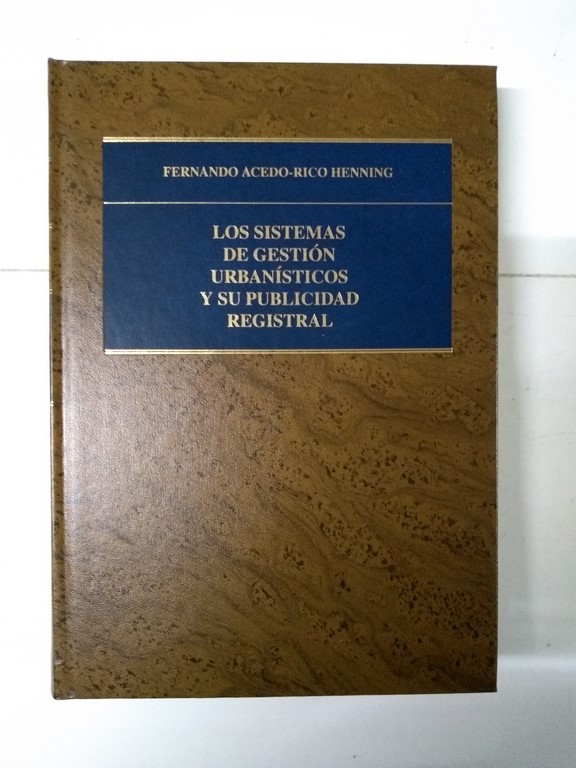 FERNANDO ACEDO-RICO HENNING
LOS SISTEMAS
DE GESTIÓN
URBANÍSTICOS
Y SU PUBLICIDAD
REGISTRAL